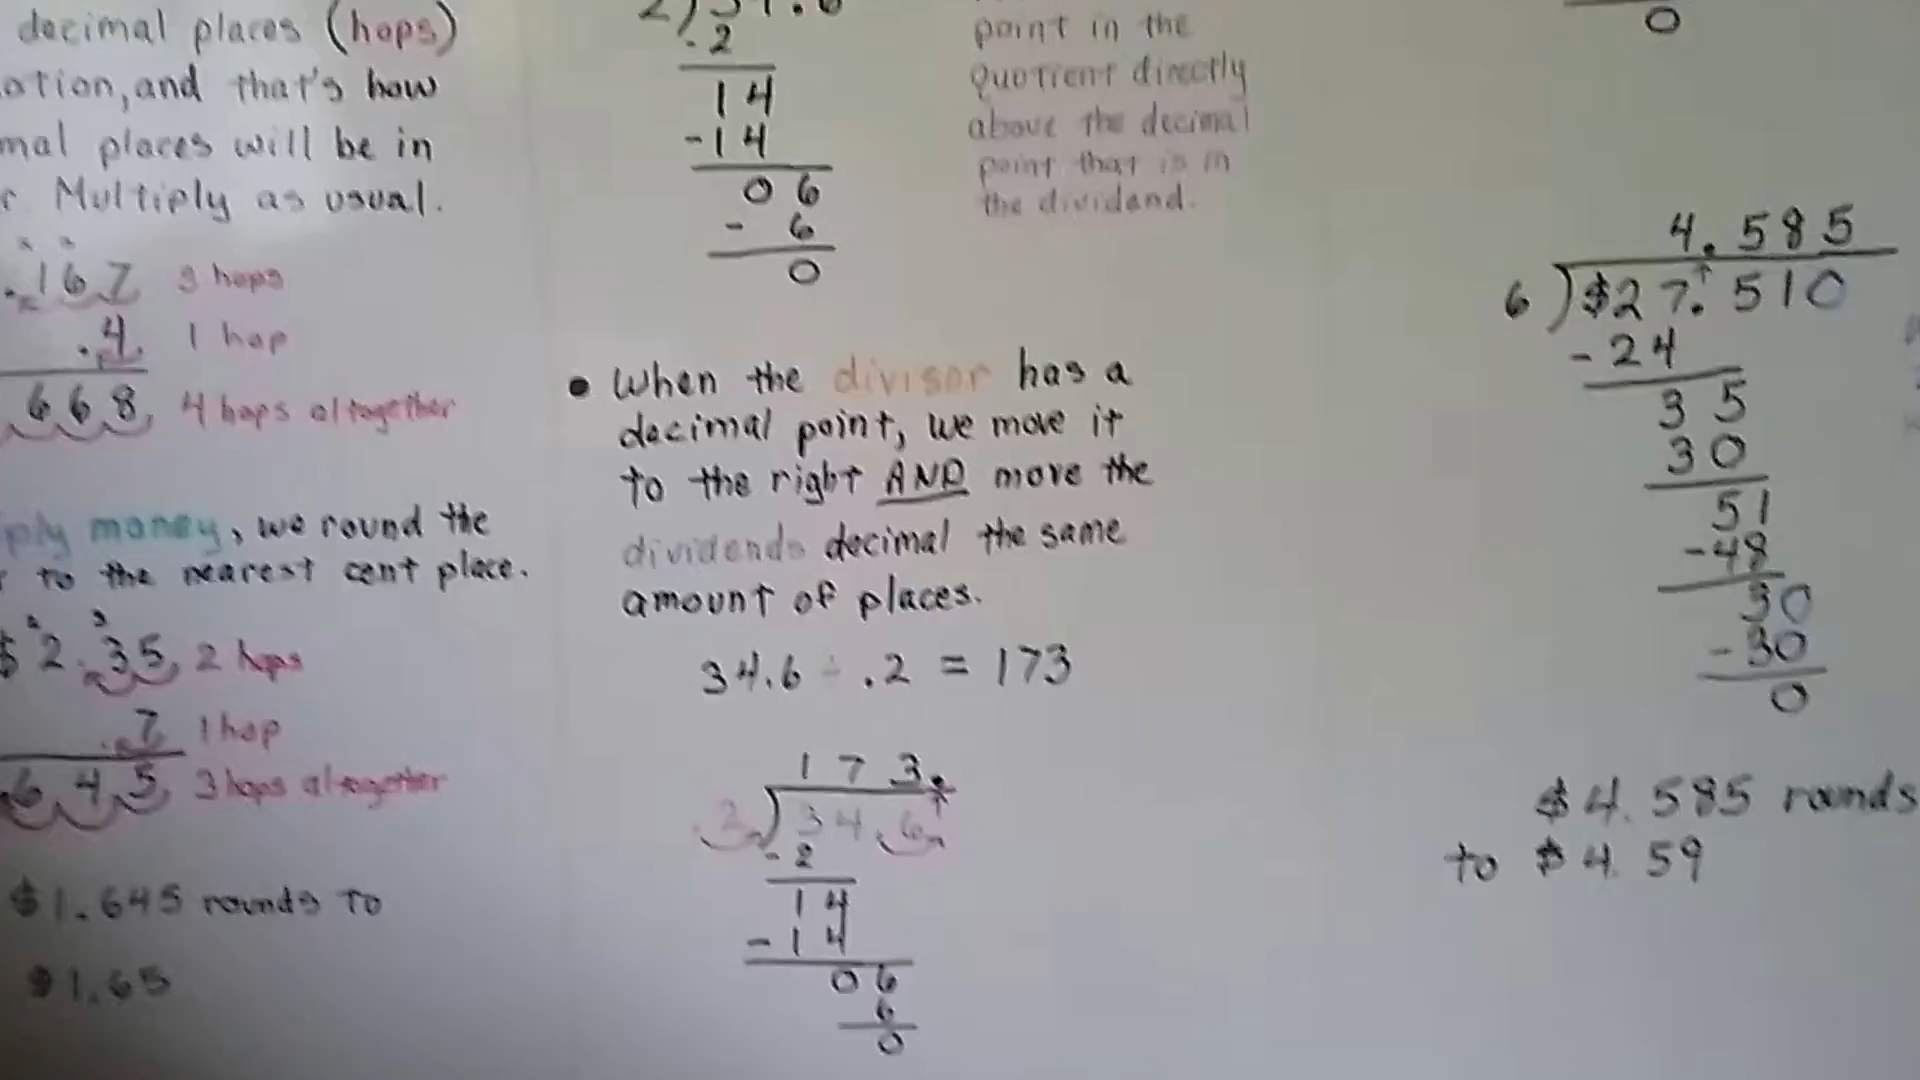 decimal places (hops)
ation, and that's how
mal places will be in
r. Multiply as usual.
.167 3 hops
.4 1 hop
668 4 hops altogether
ply money, we round the
r to the nearest cent place.
$2.35 2 hops
.7 1 hop
645 3 hops altogether
$1.645 rounds to
$1.65
- 2
14
-14
06
- 6
0
point in the
quotient directly
above the decimal
point that is in
the dividend.
• When the divisor has a
decimal point, we move it
to the right AND move the
dividends decimal the same
amount of places.
34.6 ÷ .2 = 173
173.
.2)34.6
-2
14
-14
06
6
0
0
4.585
6)$27.510
-24
35
30
51
-48
30
-30
0
$4.585 rounds
to $4.59